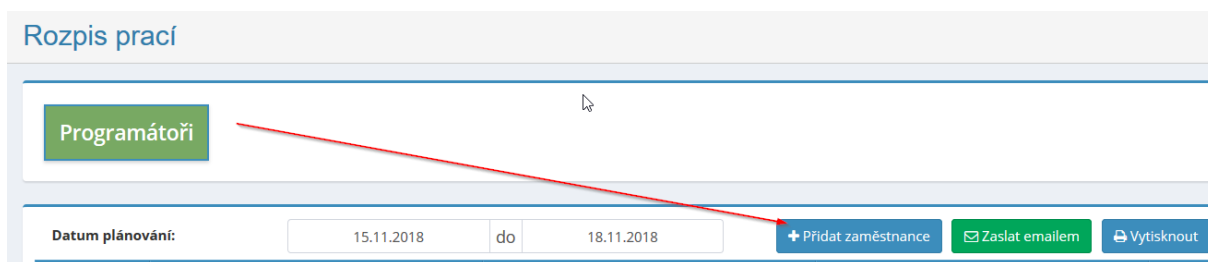 Rozpis prací
Programátoři
Datum plánování: 15.11.2018 do 18.11.2018 Přidat zaměstnance Zaslat emailem Vytisknout